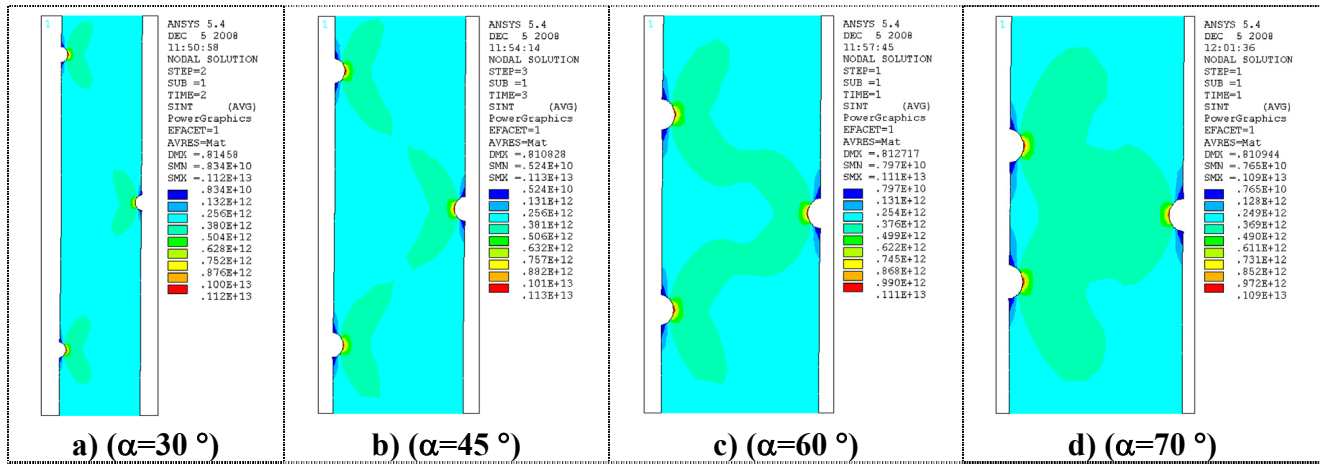 1
ANSYS 5.4
DEC 5 2008
11:50:58
NODAL SOLUTION
STEP=2
SUB =1
TIME=2
SINT (AVG)
PowerGraphics
EFACET=1
AVRES=Mat
DMX =.81458
SMN =.834E+10
SMX =.112E+13
.834E+10
.132E+12
.256E+12
.380E+12
.504E+12
.628E+12
.752E+12
.876E+12
.100E+13
.112E+13
a) (α=30 °)
1
ANSYS 5.4
DEC 5 2008
11:54:14
NODAL SOLUTION
STEP=3
SUB =1
TIME=3
SINT (AVG)
PowerGraphics
EFACET=1
AVRES=Mat
DMX =.810828
SMN =.524E+10
SMX =.113E+13
.524E+10
.131E+12
.256E+12
.381E+12
.506E+12
.632E+12
.757E+12
.882E+12
.101E+13
.113E+13
b) (α=45 °)
1
ANSYS 5.4
DEC 5 2008
11:57:45
NODAL SOLUTION
STEP=1
SUB =1
TIME=1
SINT (AVG)
PowerGraphics
EFACET=1
AVRES=Mat
DMX =.812717
SMN =.797E+10
SMX =.111E+13
.797E+10
.131E+12
.254E+12
.376E+12
.499E+12
.622E+12
.745E+12
.868E+12
.990E+12
.111E+13
c) (α=60 °)
1
ANSYS 5.4
DEC 5 2008
12:01:36
NODAL SOLUTION
STEP=1
SUB =1
TIME=1
SINT (AVG)
PowerGraphics
EFACET=1
AVRES=Mat
DMX =.810944
SMN =.765E+10
SMX =.109E+13
.765E+10
.128E+12
.249E+12
.369E+12
.490E+12
.611E+12
.731E+12
.852E+12
.972E+12
.109E+13
d) (α=70 °)